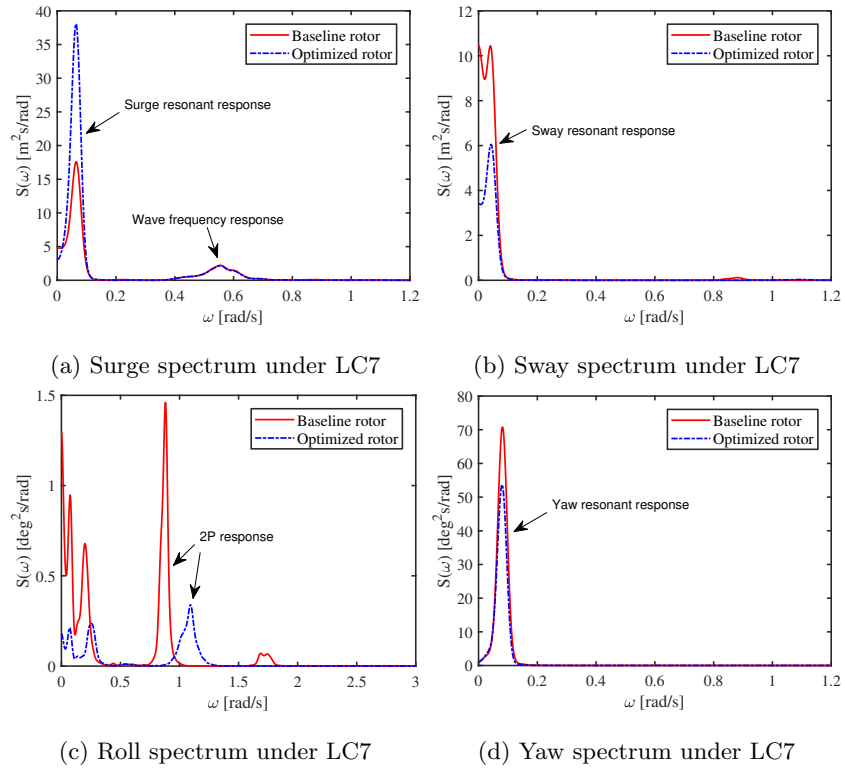 40
35
30
25
20
15
10
5
0
S(ω) [m²s/rad]
Baseline rotor
Optimized rotor
Surge resonant response
Wave frequency response
0 0.2 0.4 0.6 0.8 1 1.2
ω [rad/s]
(a) Surge spectrum under LC7
12
10
8
6
4
2
0
S(ω) [m²s/rad]
Baseline rotor
Optimized rotor
Sway resonant response
0 0.2 0.4 0.6 0.8 1 1.2
ω [rad/s]
(b) Sway spectrum under LC7
1.5
1
0.5
0
S(ω) [deg²s/rad]
Baseline rotor
Optimized rotor
2P response
0 0.5 1 1.5 2 2.5 3
ω [rad/s]
(c) Roll spectrum under LC7
80
70
60
50
40
30
20
10
0
S(ω) [deg²s/rad]
Baseline rotor
Optimized rotor
Yaw resonant response
0 0.2 0.4 0.6 0.8 1 1.2
ω [rad/s]
(d) Yaw spectrum under LC7